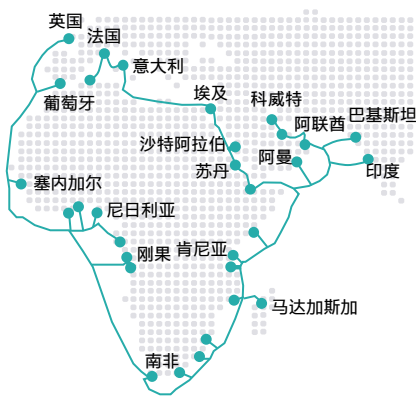 英国
法国
意大利
葡萄牙
埃及
科威特
阿联酋
巴基斯坦
沙特阿拉伯
阿曼
苏丹
印度
塞内加尔
尼日利亚
刚果
肯尼亚
马达加斯加
南非